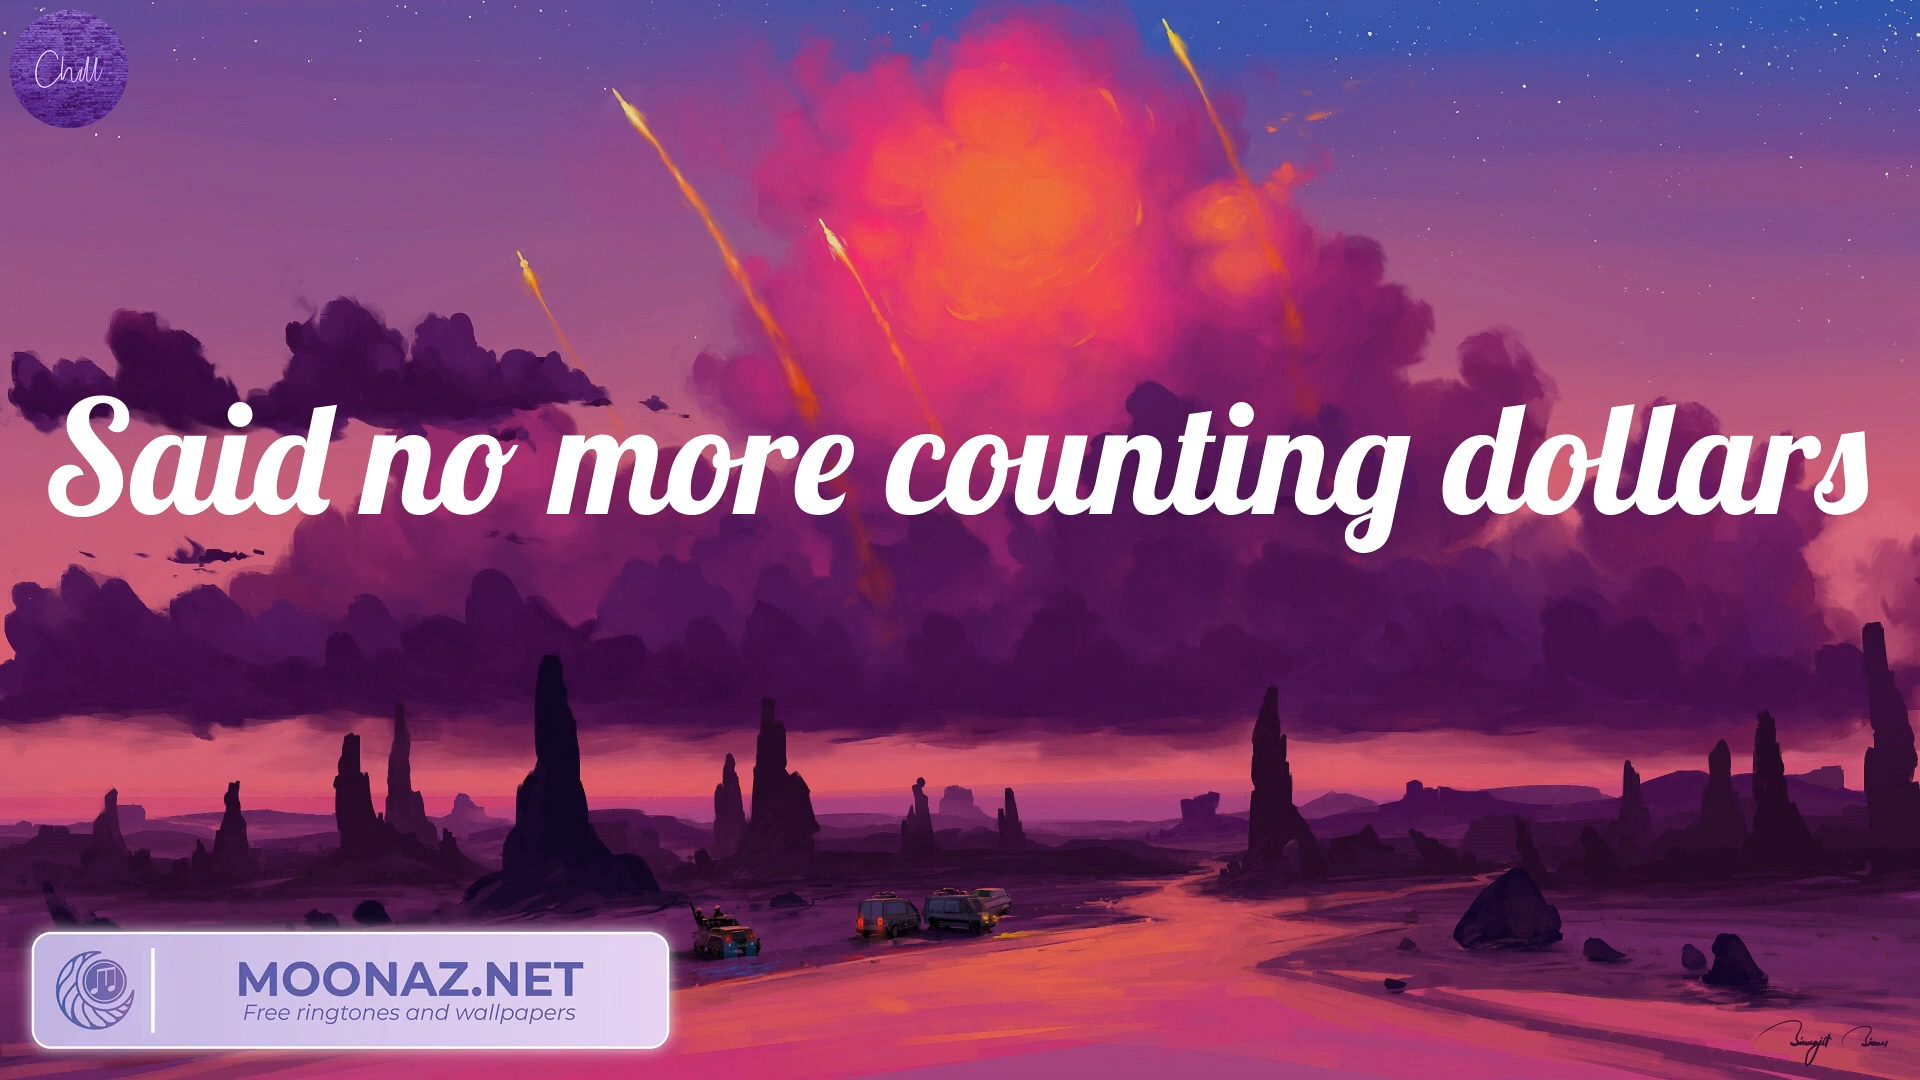 Chill
Said no more counting dollars
MOONAZ.NET
Free ringtones and wallpapers